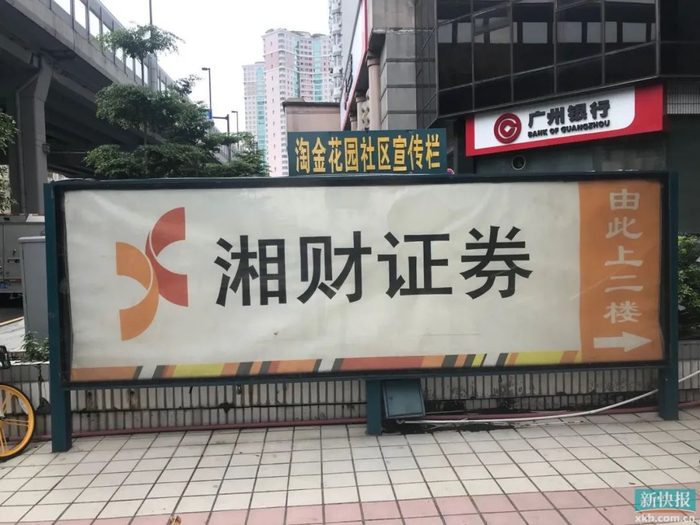 淘金花园社区宣传栏
广州银行
BANK OF GUANGZHOU
湘财证券
由此上二楼
新快报
xkb.com.cn